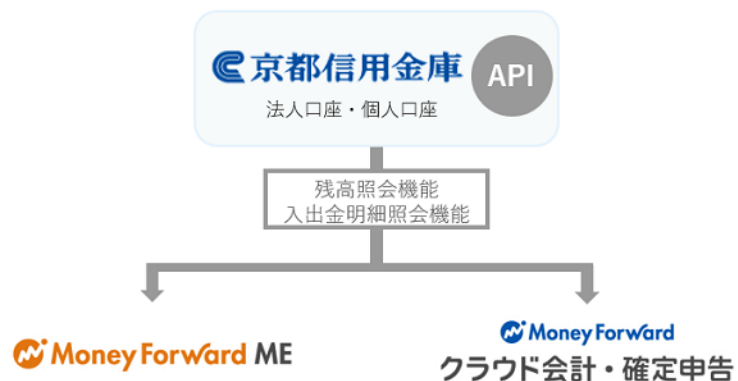 京都信用金庫
API
法人口座・個人口座
残高照会機能
入出金明細照会機能
Money Forward ME
Money Forward
クラウド会計・確定申告